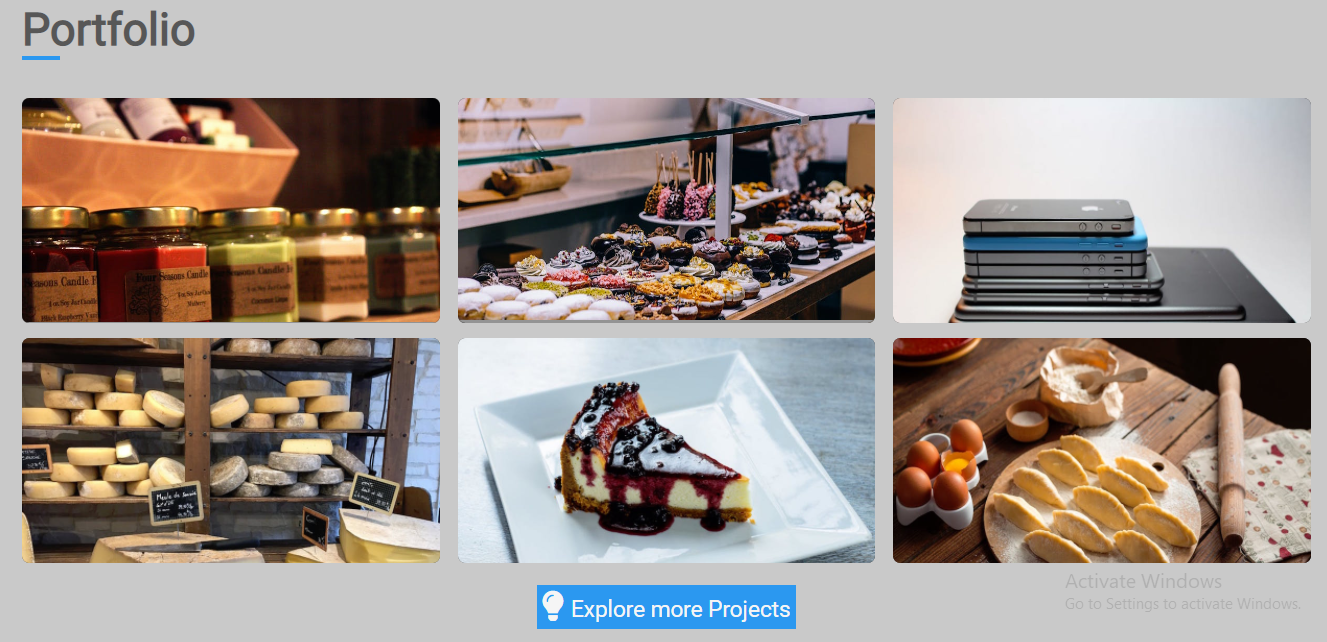 Portfolio
Four Seasons Candle
Explore more Projects
Activate Windows
Go to Settings to activate Windows.